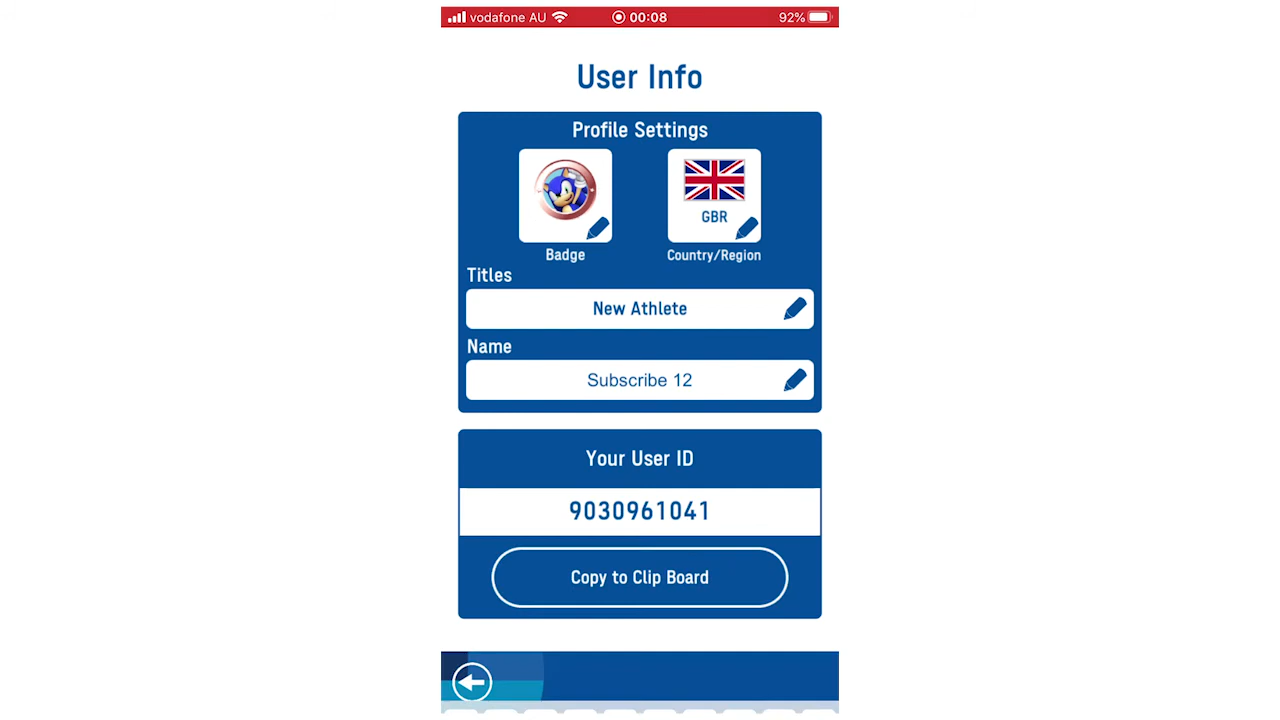 vodafone AU 00:08 92%
User Info
Profile Settings
GBR
Badge Country/Region
Titles
New Athlete
Name
Subscribe 12
Your User ID
9030961041
Copy to Clip Board